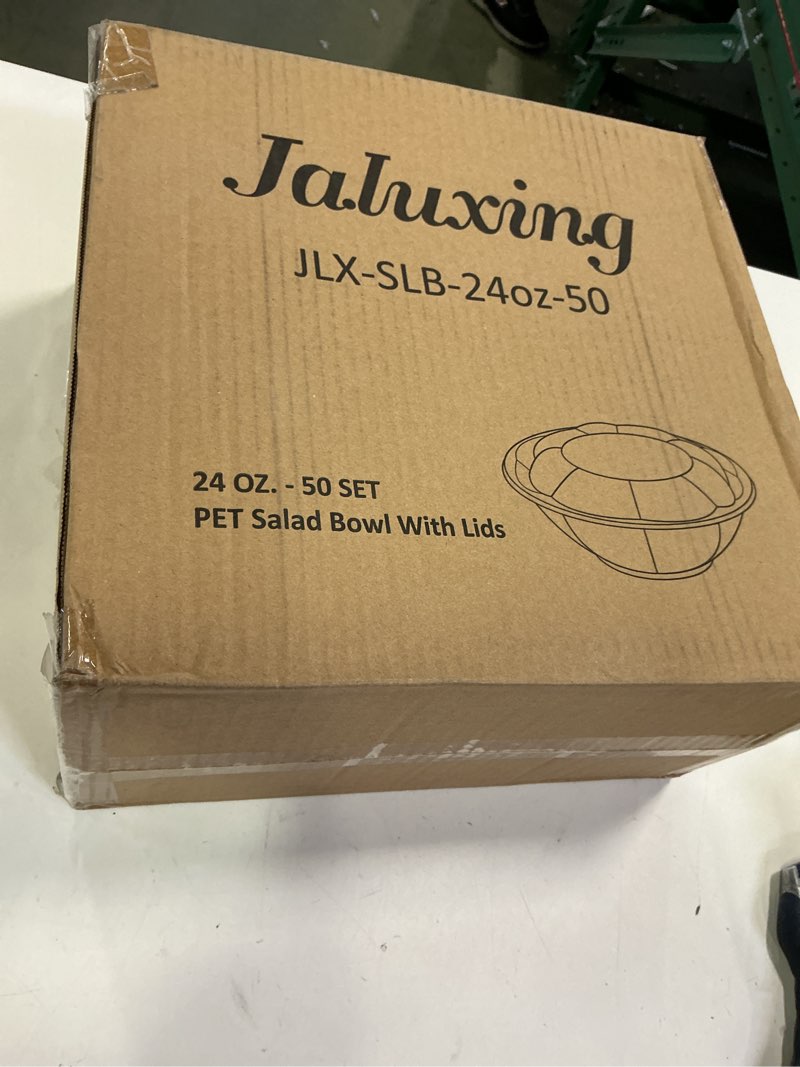 Jaluxing
JLX-SLB-24oz-50
24 OZ. - 50 SET
PET Salad Bowl With Lids